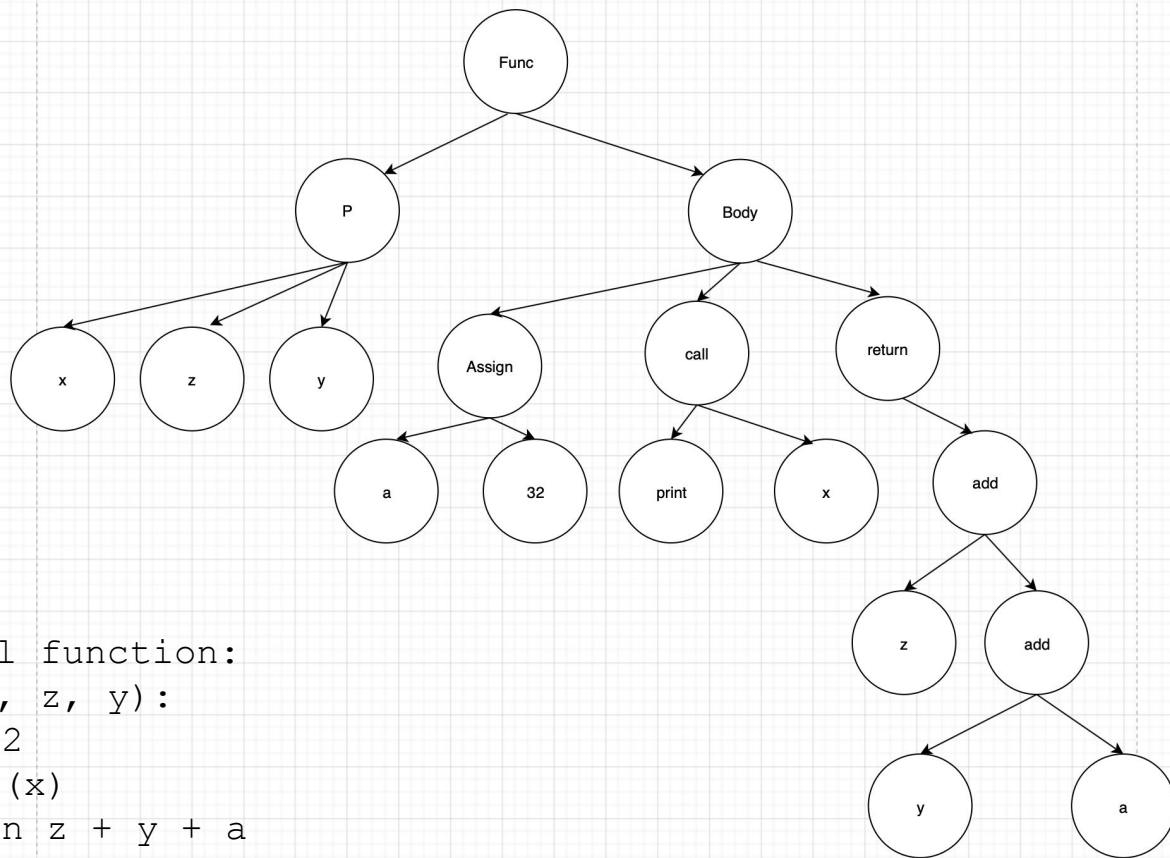 Func
P
Body
x
z
y
Assign
call
return
a
32
print
x
add
z
add
y
a
function:
, z, y):
2
(x)
z + y + a